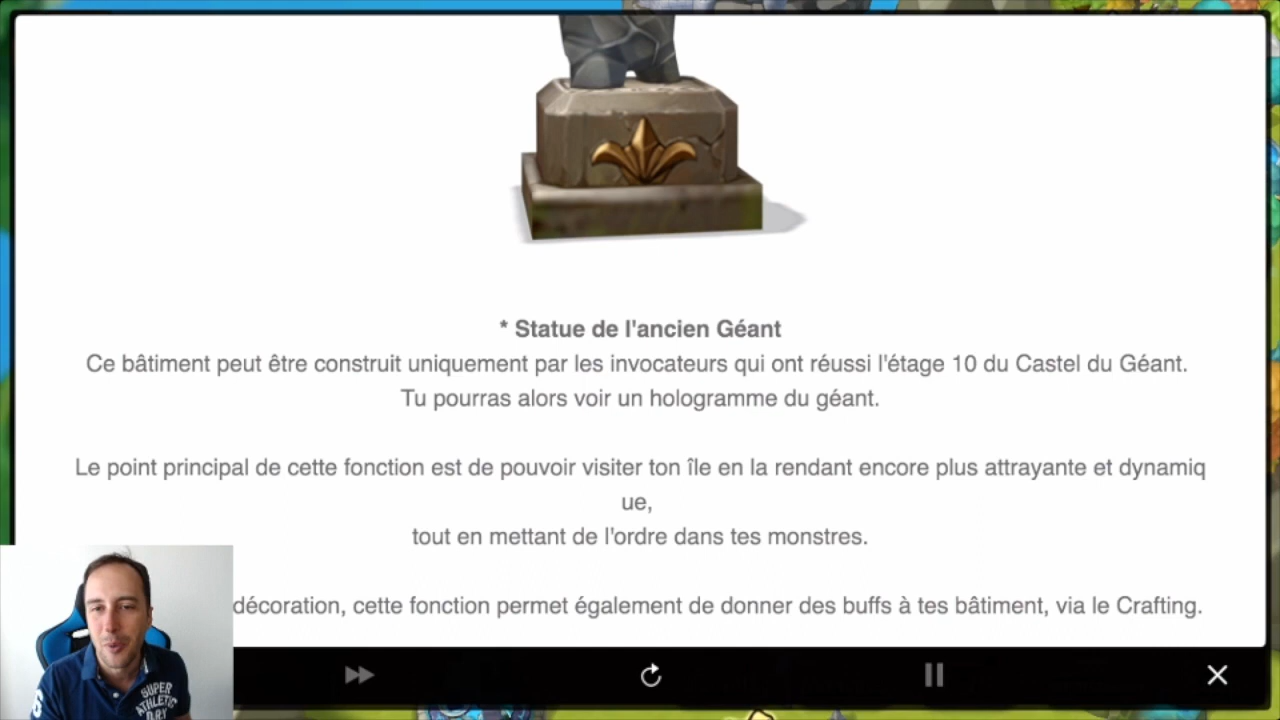 * Statue de l'ancien Géant
Ce bâtiment peut être construit uniquement par les invocateurs qui ont réussi l'étage 10 du Castel du Géant.
Tu pourras alors voir un hologramme du géant.
Le point principal de cette fonction est de pouvoir visiter ton île en la rendant encore plus attrayante et dynamiq
ue,
tout en mettant de l'ordre dans tes monstres.
décoration, cette fonction permet également de donner des buffs à tes bâtiment, via le Crafting.
SUPER
ATHLETIC